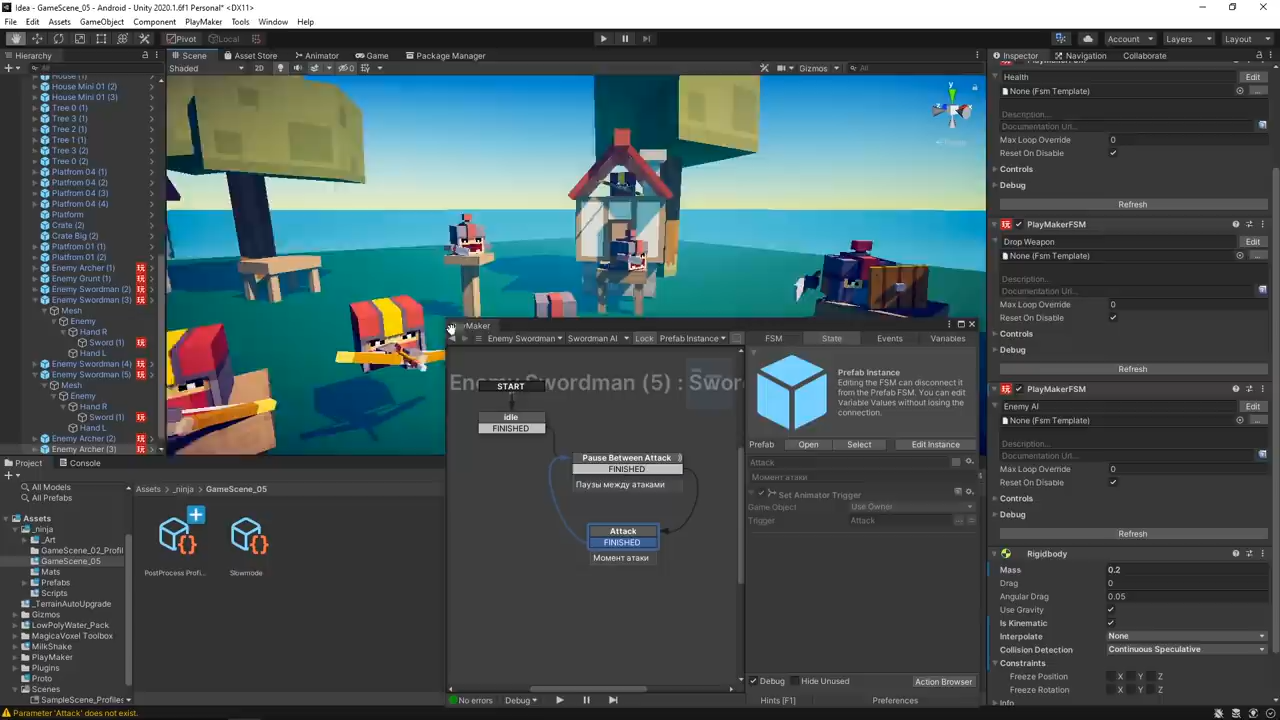 Idea - GameScene_05 - Android - Unity 2020.1.6f1 Personal* <DX11>
File Edit Assets GameObject Component PlayMaker Tools Window Help
Pivot Local Account Layers Layout
Hierarchy Scene Asset Store Animator Game Package Manager Inspector Navigation Collaborate
All Shaded 2D 0 Gizmos All
House (1)
House Mini 01 (2)
House Mini 01 (3)
Tree 0 (1)
Tree 3 (1)
Tree 2 (1)
Tree 1 (1)
Tree 3 (2)
Tree 0 (2)
Platfrom 04 (1)
Platfrom 04 (2)
Platfrom 04 (3)
Platfrom 04 (4)
Platform
Crate (2)
Crate Big (2)
Platfrom 01 (1)
Platfrom 01 (2)
Enemy Archer (1)
Enemy Grunt (1)
Enemy Swordman (2)
Enemy Swordman (3)
Mesh
Enemy
Hand R
Sword (1)
Hand L
Enemy Swordman (4)
Enemy Swordman (5)
Mesh
Enemy
Hand R
Sword (1)
Hand L
Enemy Archer (2)
Enemy Archer (3)
y
Project Console
All Models
All Prefabs
Assets
_ninja
_Art
GameScene_02_Profil
GameScene_05
Mats
Prefabs
Scripts
_TerrainAutoUpgrade
Gizmos
LowPolyWater_Pack
MagicaVoxel Toolbox
MilkShake
PlayMaker
Plugins
Proto
Scenes
SampleScene_Profiles
Assets > _ninja > GameScene_05
PostProcess Profi...
Slowmode
Maker
Enemy Swordman Swordman AI Lock Prefab Instance
Enemy Swordman (5) : Swor
START
idle
FINISHED
Pause Between Attack
FINISHED
Паузы между атаками
Attack
FINISHED
Момент атаки
No errors Debug
FSM State Events Variables
Prefab Instance
Editing the FSM can disconnect it
from the Prefab FSM. You can edit
Variable Values without losing the
connection.
Prefab Open Select Edit Instance
Attack
Момент атаки
Set Animator Trigger
Game Object Use Owner
Trigger Attack
Debug Hide Unused Action Browser
Hints [F1] Preferences
PlayMakerFSM
Health Edit
None (Fsm Template)
Description...
Documentation Url...
Max Loop Override 0
Reset On Disable
Controls
Debug
Refresh
PlayMakerFSM
Drop Weapon Edit
None (Fsm Template)
Description...
Documentation Url...
Max Loop Override 0
Reset On Disable
Controls
Debug
Refresh
PlayMakerFSM
Enemy AI Edit
None (Fsm Template)
Description...
Documentation Url...
Max Loop Override 0
Reset On Disable
Controls
Debug
Refresh
Rigidbody
Mass 0.2
Drag 0
Angular Drag 0.05
Use Gravity
Is Kinematic
Interpolate None
Collision Detection Continuous Speculative
Constraints
Freeze Position X Y Z
Freeze Rotation X Y Z
Info
Parameter 'Attack' does not exist.